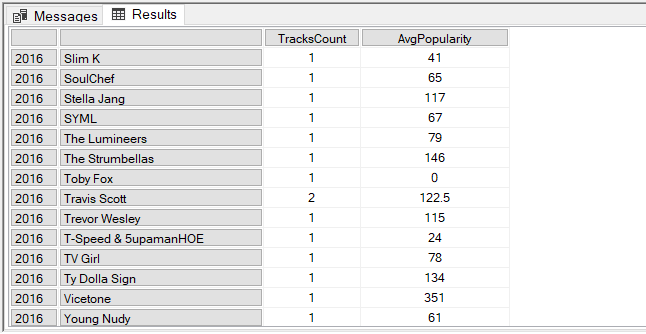 Messages Results
TracksCount AvgPopularity
2016 Slim K 1 41
2016 SoulChef 1 65
2016 Stella Jang 1 117
2016 SYML 1 67
2016 The Lumineers 1 79
2016 The Strumbellas 1 146
2016 Toby Fox 1 0
2016 Travis Scott 2 122.5
2016 Trevor Wesley 1 115
2016 T-Speed & 5upamanHOE 1 24
2016 TV Girl 1 78
2016 Ty Dolla Sign 1 134
2016 Vicetone 1 351
2016 Young Nudy 1 61